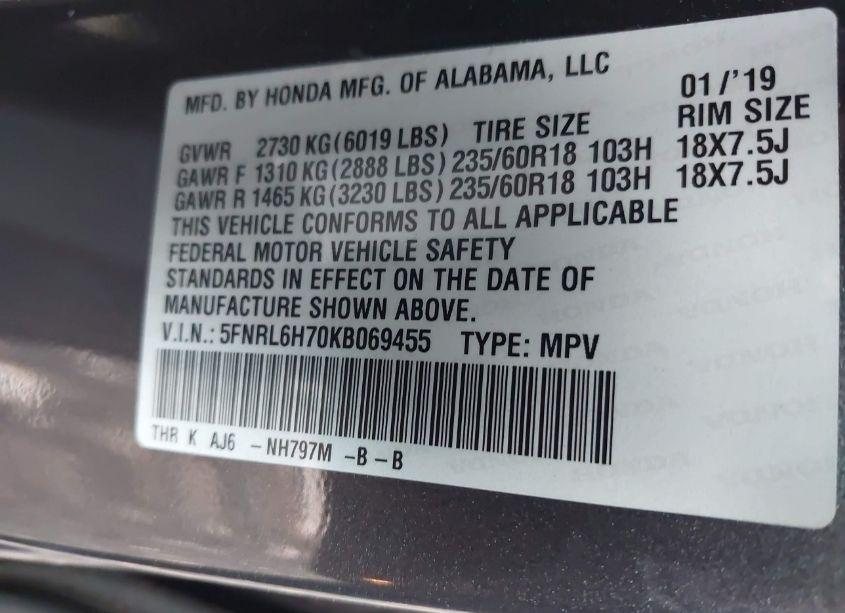 MFD. BY HONDA MFG. OF ALABAMA, LLC 01/'19
GVWR 2730 KG(6019 LBS) TIRE SIZE RIM SIZE
GAWR F 1310 KG(2888 LBS) 235/60R18 103H 18X7.5J
GAWR R 1465 KG(3230 LBS) 235/60R18 103H 18X7.5J
THIS VEHICLE CONFORMS TO ALL APPLICABLE
FEDERAL MOTOR VEHICLE SAFETY
STANDARDS IN EFFECT ON THE DATE OF
MANUFACTURE SHOWN ABOVE.
V.I.N.: 5FNRL6H70KB069455 TYPE: MPV
THR K AJ6 -NH797M -B -B